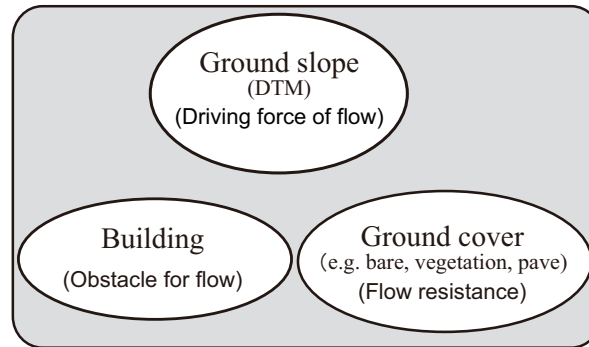 Ground slope
(DTM)
(Driving force of flow)
Building
(Obstacle for flow)
Ground cover
(e.g. bare, vegetation, pave)
(Flow resistance)